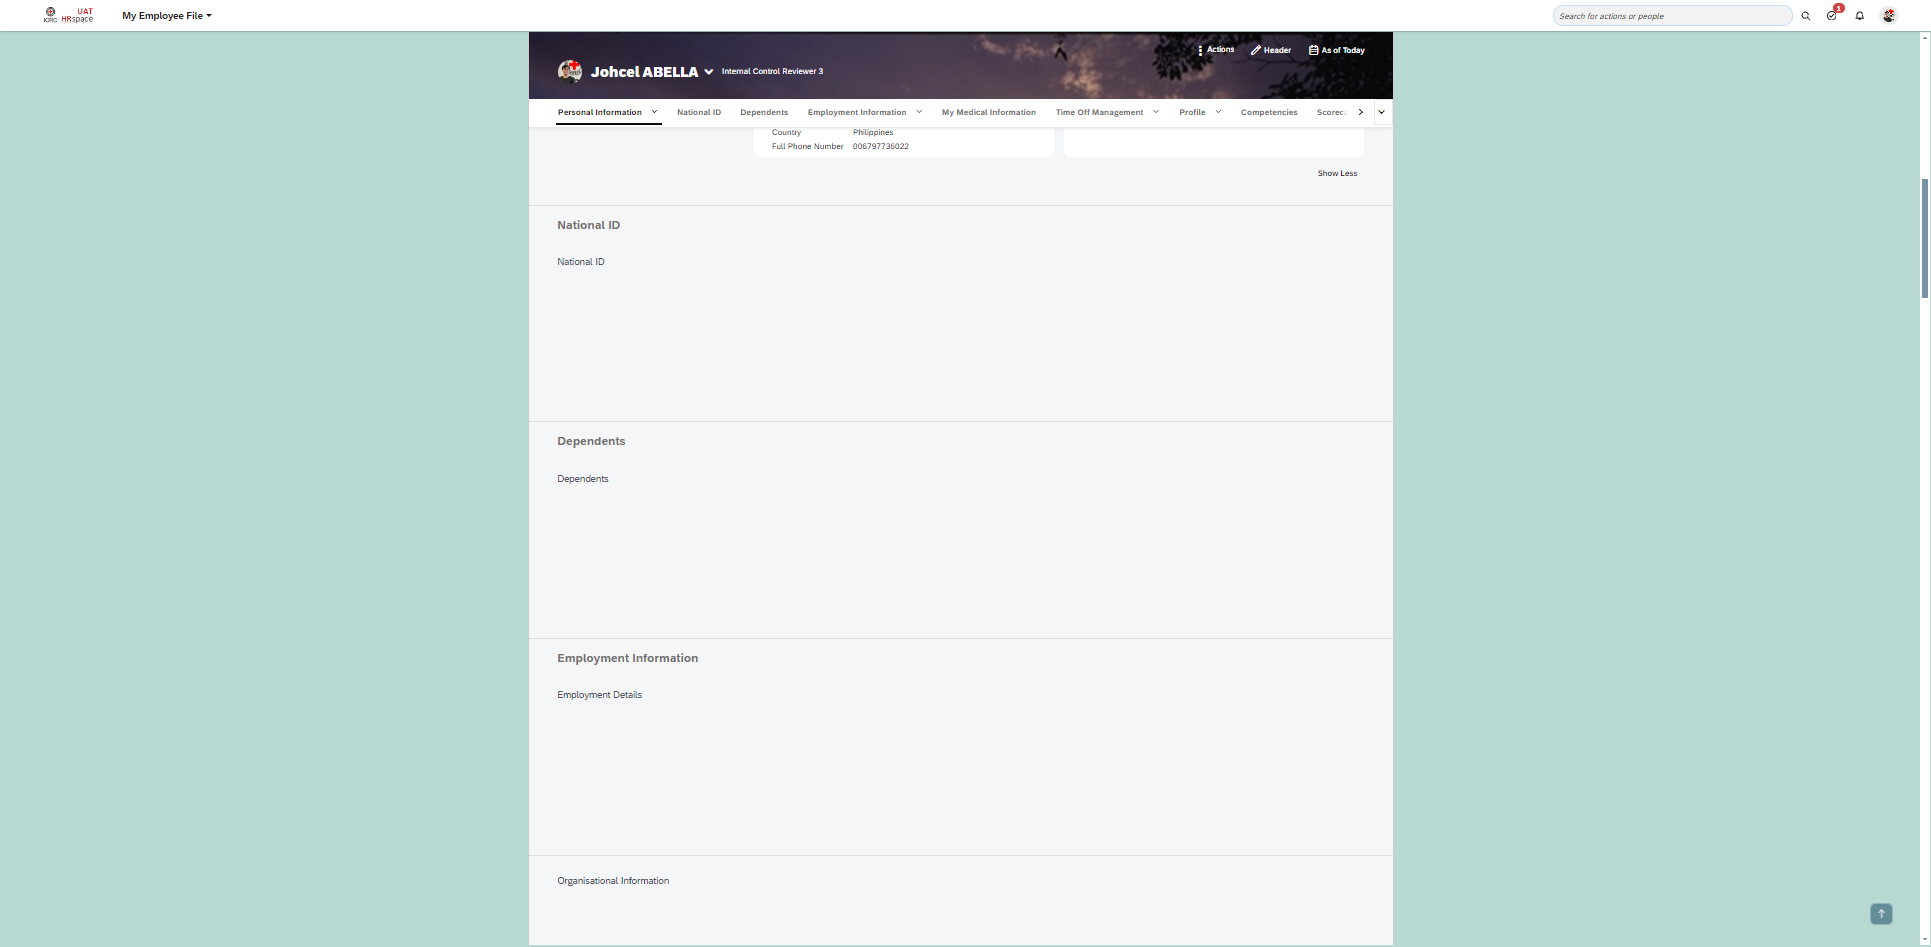 ICRC UAT HRspace My Employee File Search for actions or people 1
Actions Header As of Today
Johcel ABELLA Internal Control Reviewer 3
Personal Information National ID Dependents Employment Information My Medical Information Time Off Management Profile Competencies Scorec
Country Philippines
Full Phone Number 006797736022
Show Less
National ID
National ID
Dependents
Dependents
Employment Information
Employment Details
Organisational Information